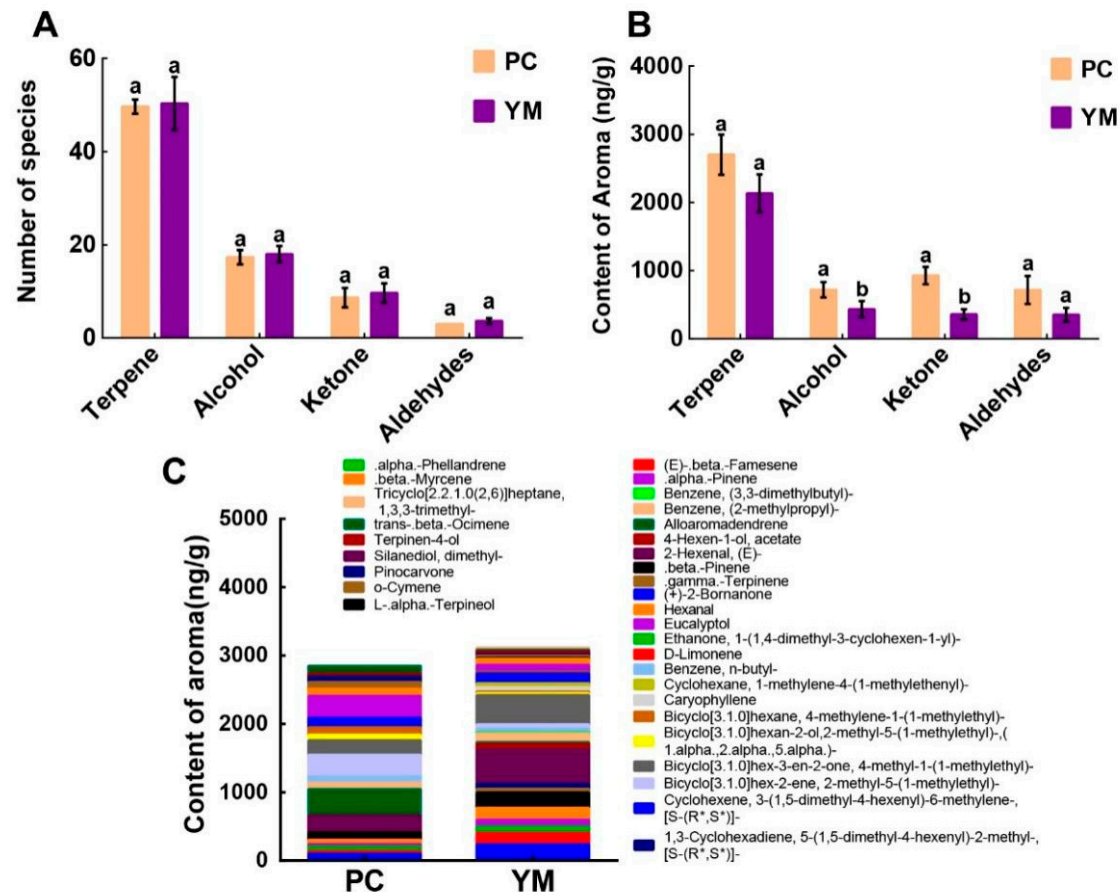 A
Number of species
60
40
20
0
a a
a a
a a
a a
PC
YM
Terpene
Alcohol
Ketone
Aldehydes
B
Content of Aroma (ng/g)
4000
3000
2000
1000
0
a a
a b
a b
a a
PC
YM
Terpene
Alcohol
Ketone
Aldehydes
C
.alpha.-Phellandrene
.beta.-Myrcene
Tricyclo[2.2.1.0(2,6)]heptane,
1,3,3-trimethyl-
trans-.beta.-Ocimene
Terpinen-4-ol
Silanediol, dimethyl-
Pinocarvone
o-Cymene
L-.alpha.-Terpineol
Content of aroma(ng/g)
5000
4000
3000
2000
1000
0
PC
YM
(E)-.beta.-Famesene
.alpha.-Pinene
Benzene, (3,3-dimethylbutyl)-
Benzene, (2-methylpropyl)-
Alloaromadendrene
4-Hexen-1-ol, acetate
2-Hexenal, (E)-
.beta.-Pinene
.gamma.-Terpinene
(+)-2-Bornanone
Hexanal
Eucalyptol
Ethanone, 1-(1,4-dimethyl-3-cyclohexen-1-yl)-
D-Limonene
Benzene, n-butyl-
Cyclohexane, 1-methylene-4-(1-methylethenyl)-
Caryophyllene
Bicyclo[3.1.0]hexane, 4-methylene-1-(1-methylethyl)-
Bicyclo[3.1.0]hexan-2-ol,2-methyl-5-(1-methylethyl)-,(
1.alpha.,2.alpha.,5.alpha.)-
Bicyclo[3.1.0]hex-3-en-2-one, 4-methyl-1-(1-methylethyl)-
Bicyclo[3.1.0]hex-2-ene, 2-methyl-5-(1-methylethyl)-
Cyclohexene, 3-(1,5-dimethyl-4-hexenyl)-6-methylene-,
[S-(R*,S*)]-
1,3-Cyclohexadiene, 5-(1,5-dimethyl-4-hexenyl)-2-methyl-,
[S-(R*,S*)]-